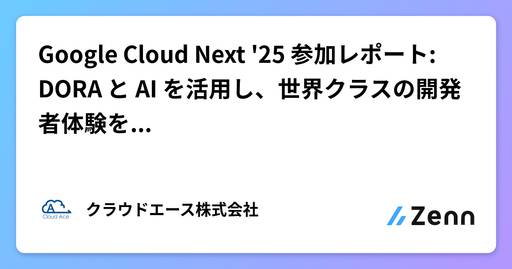 Google Cloud Next '25 参加レポート:
DORA と AI を活用し、世界クラスの開発
者体験を...
Cloud Ace
クラウドエース株式会社
Zenn